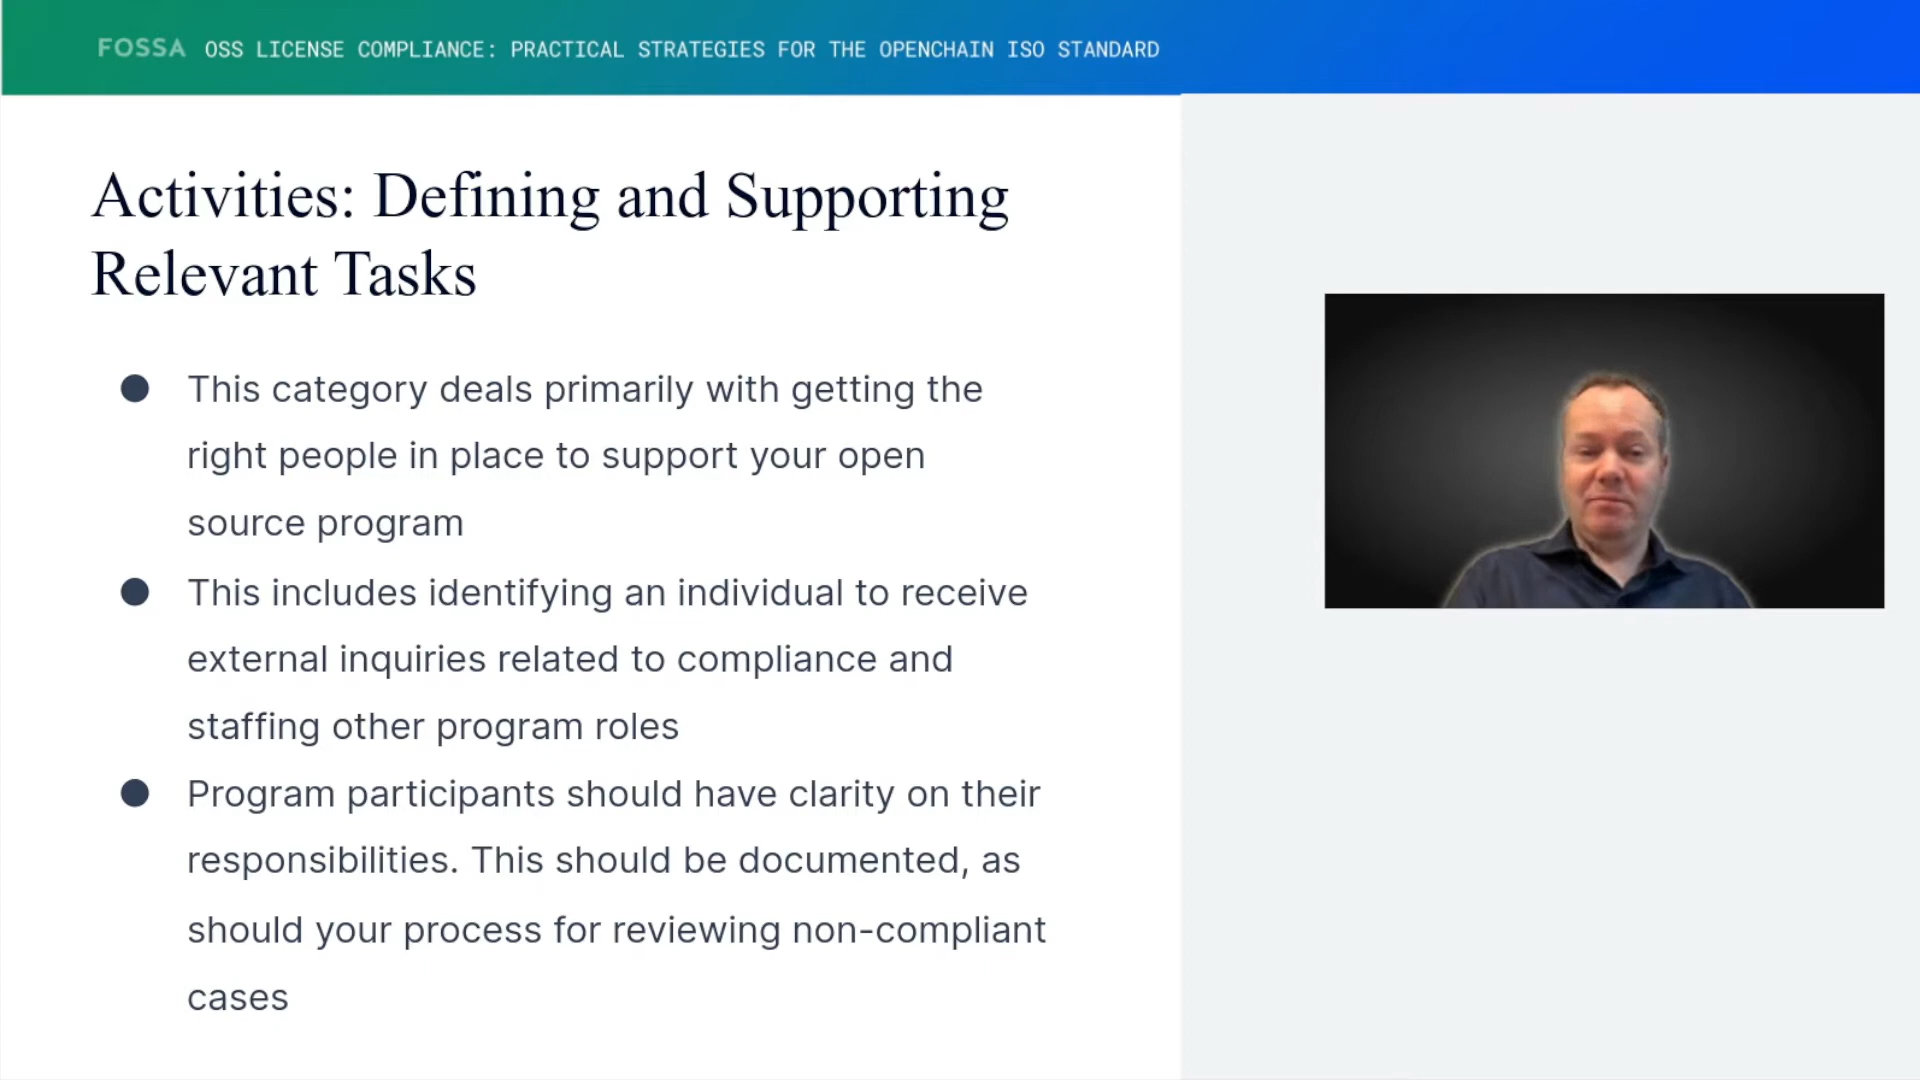 FOSSA OSS LICENSE COMPLIANCE: PRACTICAL STRATEGIES FOR THE OPENCHAIN ISO STANDARD
Activities: Defining and Supporting
Relevant Tasks
● This category deals primarily with getting the
right people in place to support your open
source program
● This includes identifying an individual to receive
external inquiries related to compliance and
staffing other program roles
● Program participants should have clarity on their
responsibilities. This should be documented, as
should your process for reviewing non-compliant
cases